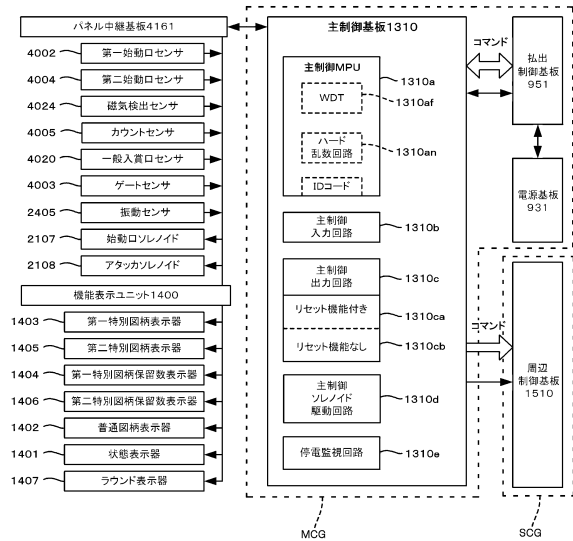 パネル中継基板4161
4002
第一始動口センサ
4004
第二始動口センサ
4024
磁気検出センサ
4005
カウントセンサ
4020
一般入賞口センサ
4003
ゲートセンサ
2405
振動センサ
2107
始動口ソレノイド
2108
アタッカソレノイド
機能表示ユニット1400
1403
第一特別図柄表示器
1405
第二特別図柄表示器
1404
第一特別図柄保留数表示器
1406
第二特別図柄保留数表示器
1402
普通図柄表示器
1401
状態表示器
1407
ラウンド表示器
主制御基板1310
主制御MPU
1310a
WDT
1310af
ハード
乱数回路
1310an
IDコード
主制御
入力回路
1310b
主制御
出力回路
1310c
リセット機能付き
1310ca
リセット機能なし
1310cb
主制御
ソレノイド
駆動回路
1310d
停電監視回路
1310e
MCG
コマンド
払出
制御基板
951
電源基板
931
コマンド
周辺
制御基板
1510
SCG